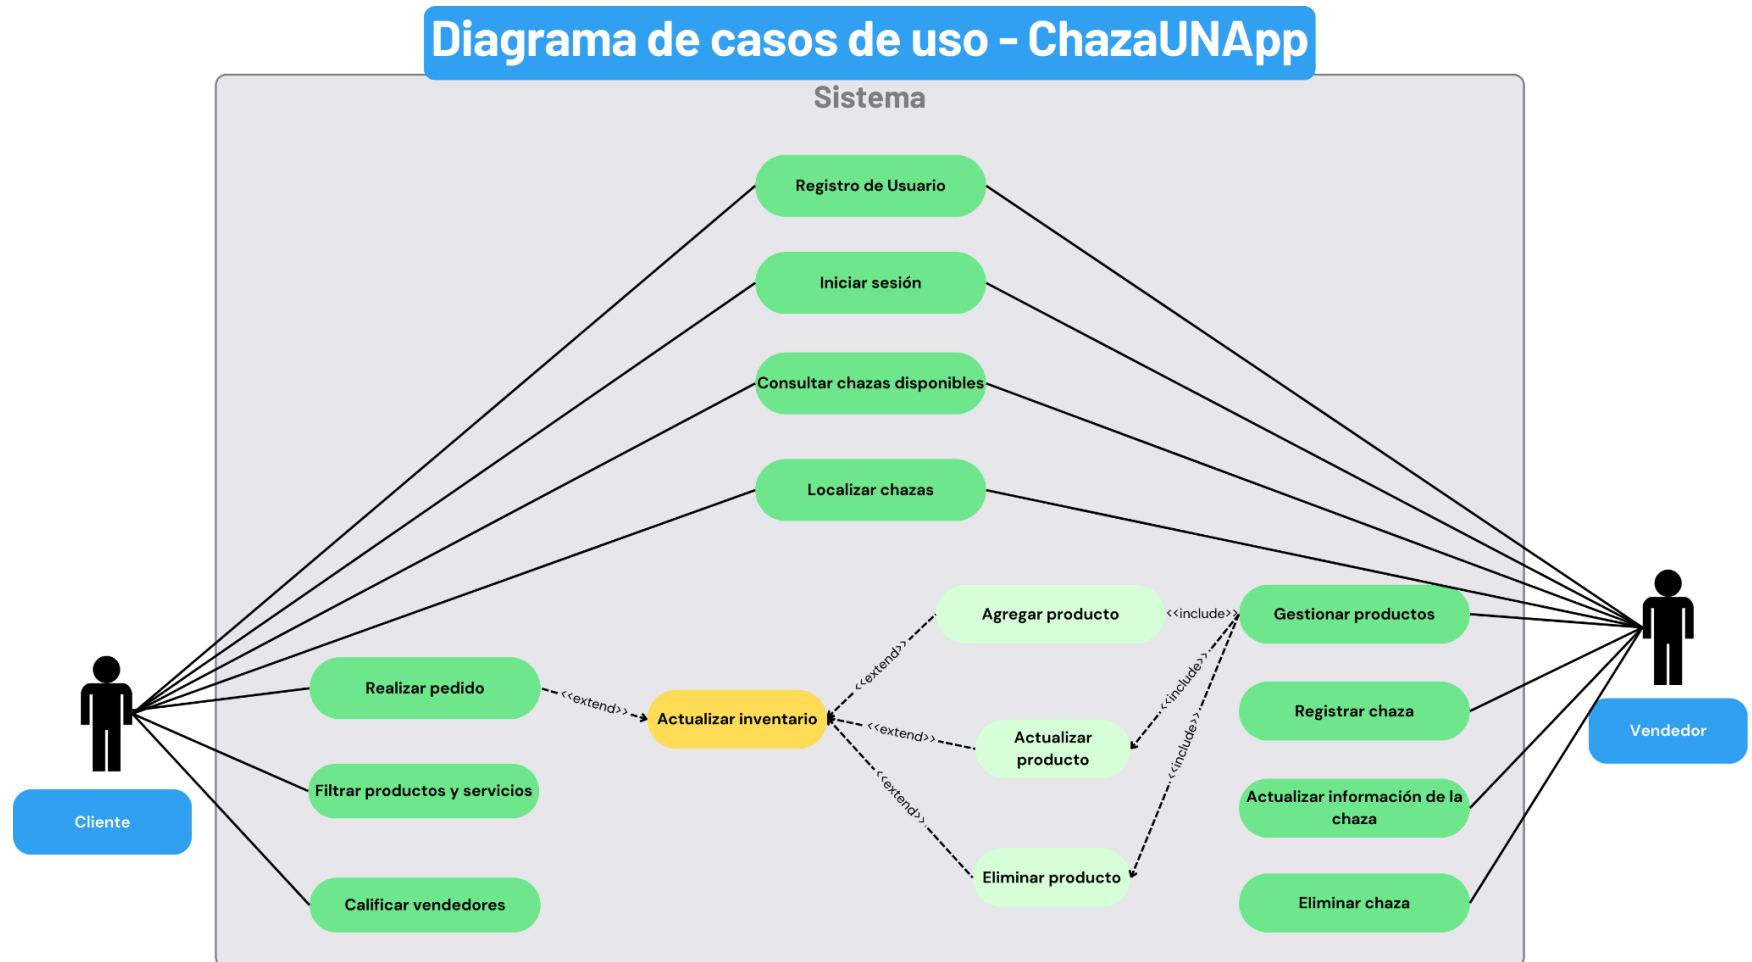 Diagrama de casos de uso - ChazaUNApp
Sistema
Registro de Usuario
Iniciar sesión
Consultar chazas disponibles
Localizar chazas
Agregar producto
<<include>>
Gestionar productos
<<extend>>
<<include>>
Realizar pedido
<<extend>>
Actualizar inventario
<<extend>>
Actualizar
producto
<<include>>
Registrar chaza
Vendedor
Filtrar productos y servicios
<<extend>>
Actualizar información de la
chaza
Cliente
Eliminar producto
Calificar vendedores
Eliminar chaza